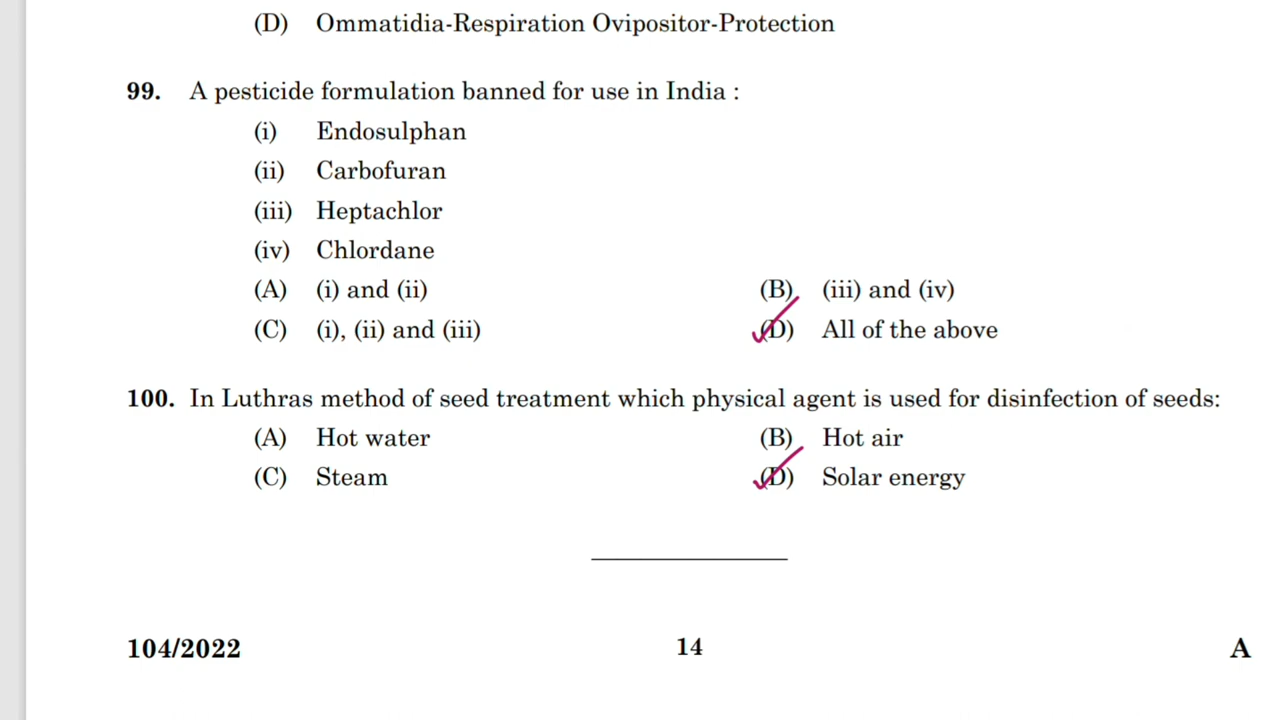 (D) Ommatidia-Respiration Ovipositor-Protection
99. A pesticide formulation banned for use in India :
(i) Endosulphan
(ii) Carbofuran
(iii) Heptachlor
(iv) Chlordane
(A) (i) and (ii) (B) (iii) and (iv)
(C) (i), (ii) and (iii) (D) All of the above
100. In Luthras method of seed treatment which physical agent is used for disinfection of seeds:
(A) Hot water (B) Hot air
(C) Steam (D) Solar energy
104/2022 14 A